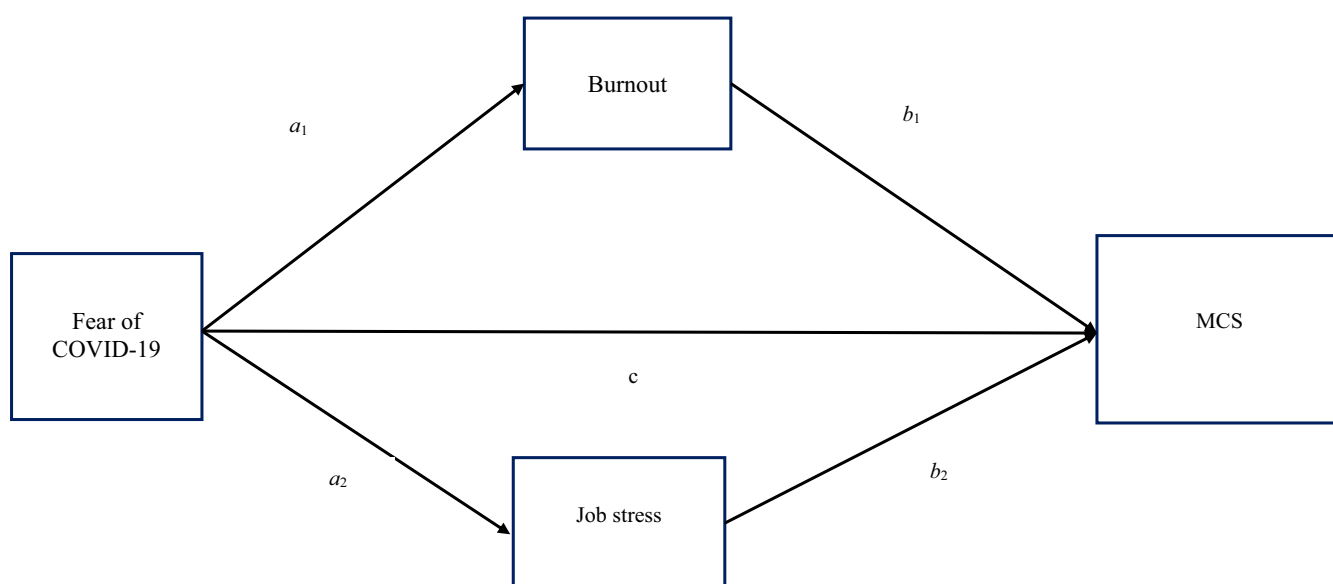 Burnout
a₁
b₁
Fear of
COVID-19
MCS
c
a₂
b₂
Job stress